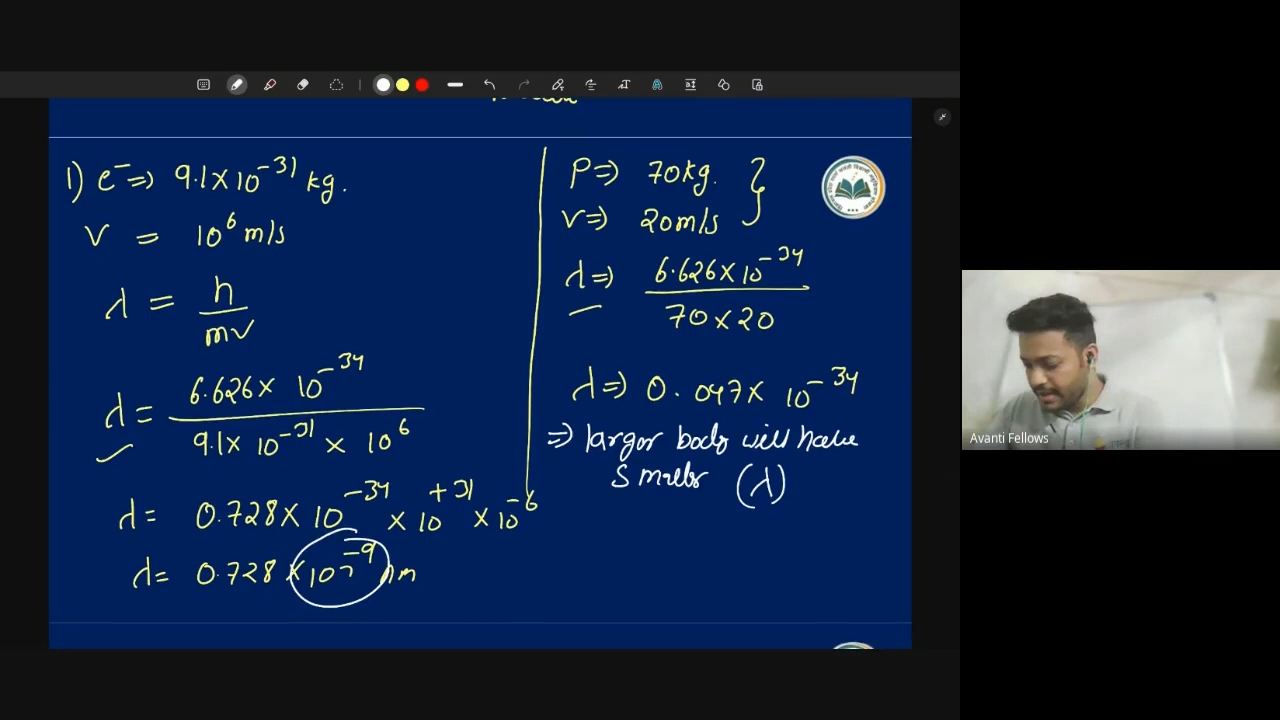 1) e⁻ ⇒ 9.1 x 10⁻³¹ kg.
v = 10⁶ m/s
λ = h / mv
λ = 6.626 x 10⁻³⁴ / 9.1 x 10⁻³¹ x 10⁶
λ = 0.728 x 10⁻³⁴ x 10⁺³¹ x 10⁻⁶
λ = 0.728 x 10⁻⁹ nm
P ⇒ 70 kg. }
v ⇒ 20 m/s
λ ⇒ 6.626 x 10⁻³⁴ / 70 x 20
λ ⇒ 0.047 x 10⁻³⁴
⇒ larger body will have
smaller (λ)
Avanti Fellows